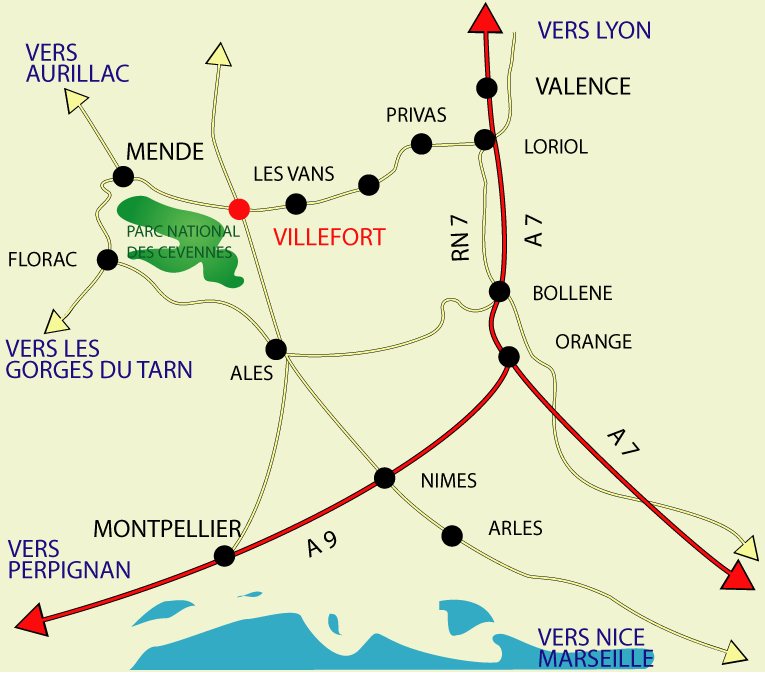 VERS LYON
VERS
AURILLAC
VALENCE
PRIVAS
LORIOL
MENDE
LES VANS
PARC NATIONAL
DES CEVENNES
VILLEFORT
RN 7
A 7
FLORAC
BOLLENE
VERS LES
GORGES DU TARN
ORANGE
ALES
A 7
NIMES
MONTPELLIER
ARLES
A 9
VERS
PERPIGNAN
VERS NICE
MARSEILLE